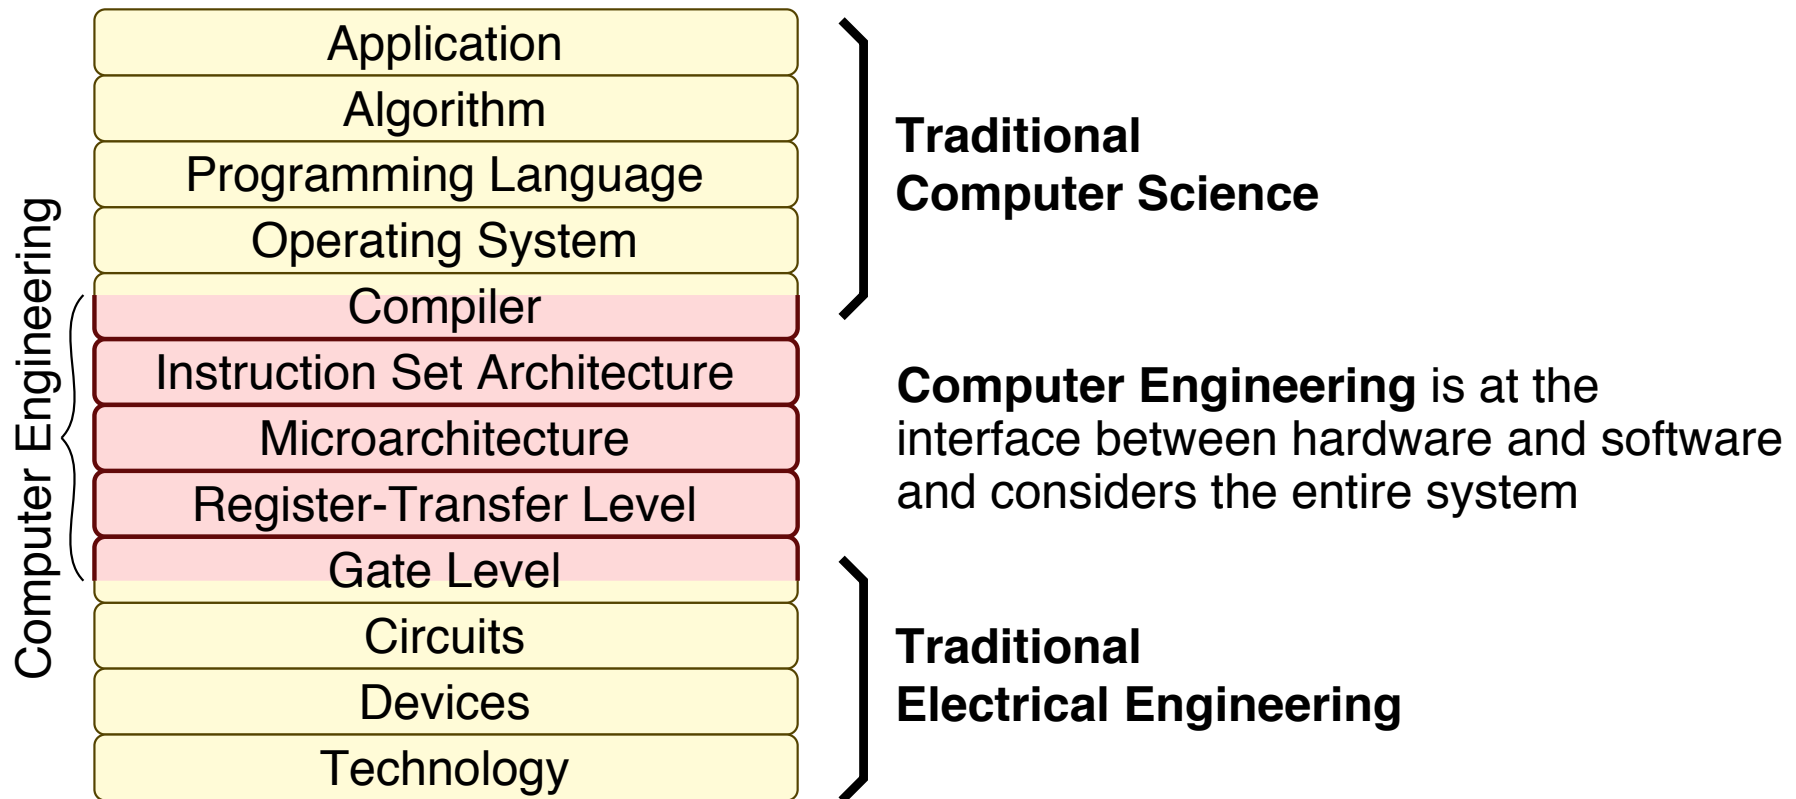 Application
Algorithm
Programming Language
Operating System
Compiler
Instruction Set Architecture
Microarchitecture
Register-Transfer Level
Gate Level
Circuits
Devices
Technology
Computer Engineering
Traditional
Computer Science
Computer Engineering is at the
interface between hardware and software
and considers the entire system
Traditional
Electrical Engineering